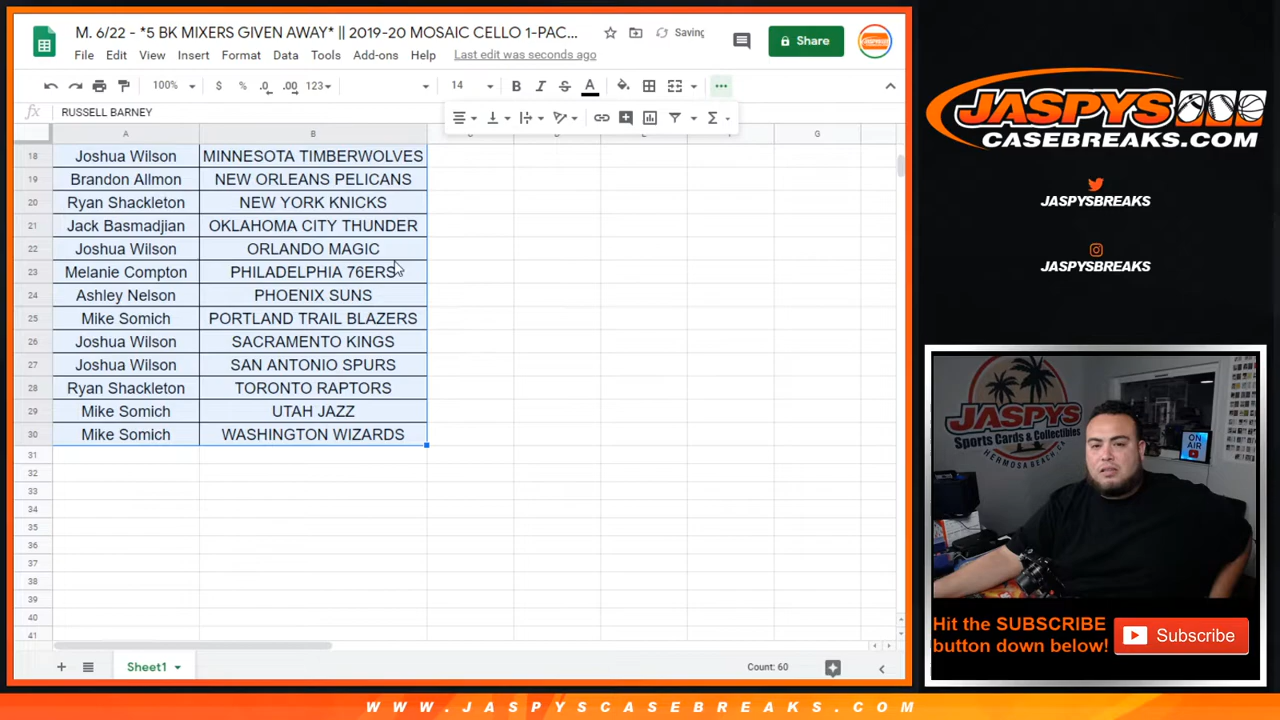 M. 6/22 - *5 BK MIXERS GIVEN AWAY* || 2019-20 MOSAIC CELLO 1-PAC...
Saving
Share
File Edit View Insert Format Data Tools Add-ons Help Last edit was seconds ago
100% $ % .0 .00 123 14 B I S A
fx RUSSELL BARNEY
A B C D E F G
18 Joshua Wilson MINNESOTA TIMBERWOLVES
19 Brandon Allmon NEW ORLEANS PELICANS
20 Ryan Shackleton NEW YORK KNICKS
21 Jack Basmadjian OKLAHOMA CITY THUNDER
22 Joshua Wilson ORLANDO MAGIC
23 Melanie Compton PHILADELPHIA 76ERS
24 Ashley Nelson PHOENIX SUNS
25 Mike Somich PORTLAND TRAIL BLAZERS
26 Joshua Wilson SACRAMENTO KINGS
27 Joshua Wilson SAN ANTONIO SPURS
28 Ryan Shackleton TORONTO RAPTORS
29 Mike Somich UTAH JAZZ
30 Mike Somich WASHINGTON WIZARDS
31
32
33
34
35
36
37
38
39
40
41
Sheet1
Count: 60
JASPYS
CASEBREAKS.COM
JASPYSBREAKS
JASPYSBREAKS
JASPYS
Sports Cards & Collectibles
HERMOSA BEACH, CA
ON AIR
Hit the SUBSCRIBE
button down below!
Subscribe
WWW.JASPYSCASEBREAKS.COM